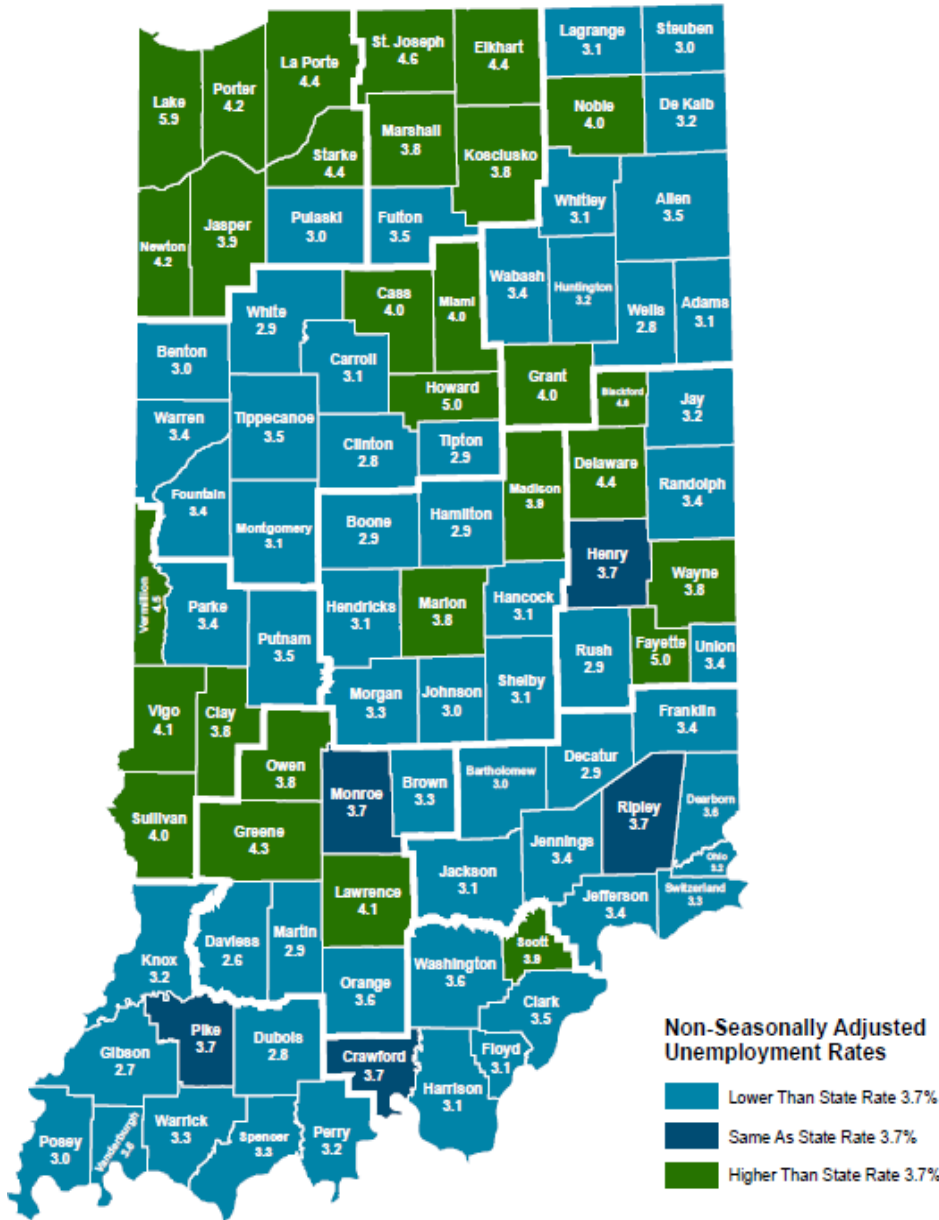 Lagrange
3.1
Steuben
3.0
St. Joseph
4.6
Elkhart
4.4
La Porte
4.4
Porter
4.2
Lake
5.9
Noble
4.0
De Kalb
3.2
Marshall
3.8
Kosciusko
3.8
Starke
4.4
Whitley
3.1
Allen
3.5
Pulaski
3.0
Fulton
3.5
Jasper
3.9
Newton
4.2
Wabash
3.4
Huntington
3.2
Cass
4.0
Miami
4.0
White
2.9
Wells
2.8
Adams
3.1
Benton
3.0
Carroll
3.1
Grant
4.0
Howard
5.0
Blackford
Jay
3.2
Warren
3.4
Tippecanoe
3.5
Clinton
2.8
Tipton
2.9
Delaware
4.4
Randolph
3.4
Madison
3.9
Fountain
3.4
Montgomery
3.1
Boone
2.9
Hamilton
2.9
Henry
3.7
Wayne
3.8
Vermillion
4.5
Parke
3.4
Putnam
3.5
Hendricks
3.1
Marion
3.8
Hancock
3.1
Rush
2.9
Fayette
5.0
Union
3.4
Morgan
3.3
Johnson
3.0
Shelby
3.1
Franklin
3.4
Vigo
4.1
Clay
3.8
Owen
3.8
Monroe
3.7
Brown
3.3
Bartholomew
3.0
Decatur
2.9
Ripley
3.7
Dearborn
3.6
Sullivan
4.0
Greene
4.3
Jennings
3.4
Ohio
3.2
Jackson
3.1
Switzerland
3.3
Jefferson
3.4
Lawrence
4.1
Knox
3.2
Daviess
2.6
Martin
2.9
Washington
3.6
Scott
3.9
Orange
3.6
Clark
3.5
Pike
3.7
Dubois
2.8
Gibson
2.7
Crawford
3.7
Floyd
3.1
Harrison
3.1
Posey
3.0
Vanderburgh
Warrick
3.3
Spencer
3.3
Perry
3.2
Non-Seasonally Adjusted
Unemployment Rates
Lower Than State Rate 3.7%
Same As State Rate 3.7%
Higher Than State Rate 3.7%